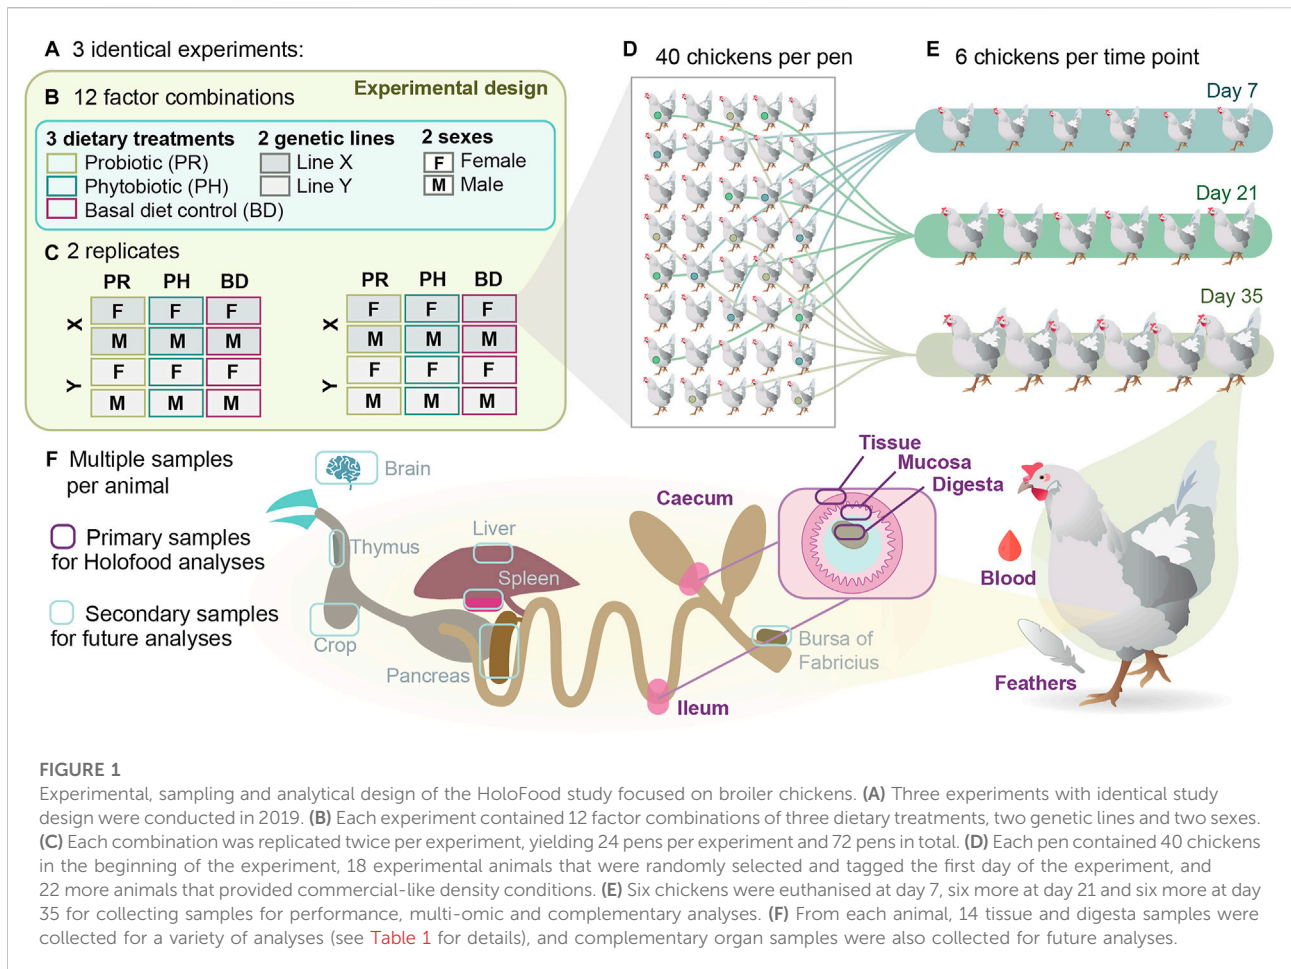 A 3 identical experiments:
Experimental design
B 12 factor combinations
3 dietary treatments
Probiotic (PR)
Phytobiotic (PH)
Basal diet control (BD)
2 genetic lines
Line X
Line Y
2 sexes
F Female
M Male
C 2 replicates
PR PH BD
X
F F F
M M M
Y
F F F
M M M
PR PH BD
X
F F F
M M M
Y
F F F
M M M
D 40 chickens per pen
E 6 chickens per time point
Day 7
Day 21
Day 35
F Multiple samples
per animal
Primary samples
for Holofood analyses
Secondary samples
for future analyses
Brain
Thymus
Crop
Liver
Spleen
Pancreas
Caecum
Ileum
Bursa of
Fabricius
Tissue
Mucosa
Digesta
Blood
Feathers
FIGURE 1
Experimental, sampling and analytical design of the HoloFood study focused on broiler chickens. (A) Three experiments with identical study
design were conducted in 2019. (B) Each experiment contained 12 factor combinations of three dietary treatments, two genetic lines and two sexes.
(C) Each combination was replicated twice per experiment, yielding 24 pens per experiment and 72 pens in total. (D) Each pen contained 40 chickens
in the beginning of the experiment, 18 experimental animals that were randomly selected and tagged the first day of the experiment, and
22 more animals that provided commercial-like density conditions. (E) Six chickens were euthanised at day 7, six more at day 21 and six more at day
35 for collecting samples for performance, multi-omic and complementary analyses. (F) From each animal, 14 tissue and digesta samples were
collected for a variety of analyses (see Table 1 for details), and complementary organ samples were also collected for future analyses.